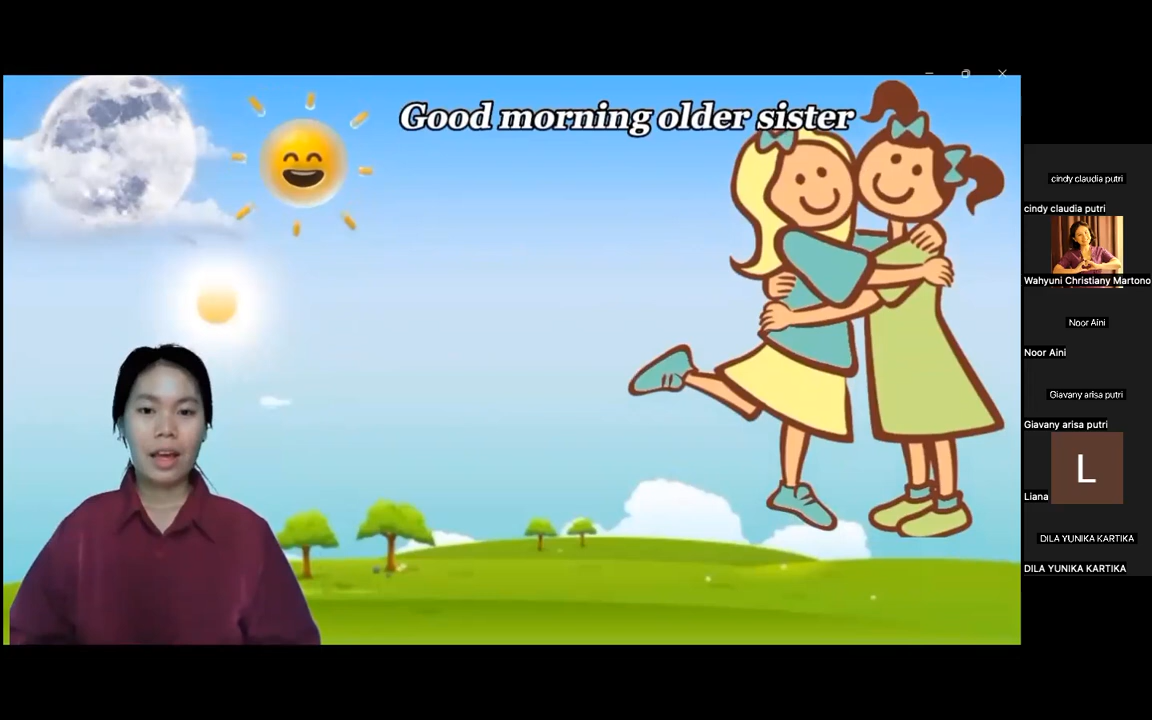 Good morning older sister
cindy claudia putri
cindy claudia putri
Wahyuni Christiany Martono
Noor Aini
Noor Aini
Giavany arisa putri
Giavany arisa putri
L
Liana
DILA YUNIKA KARTIKA
DILA YUNIKA KARTIKA